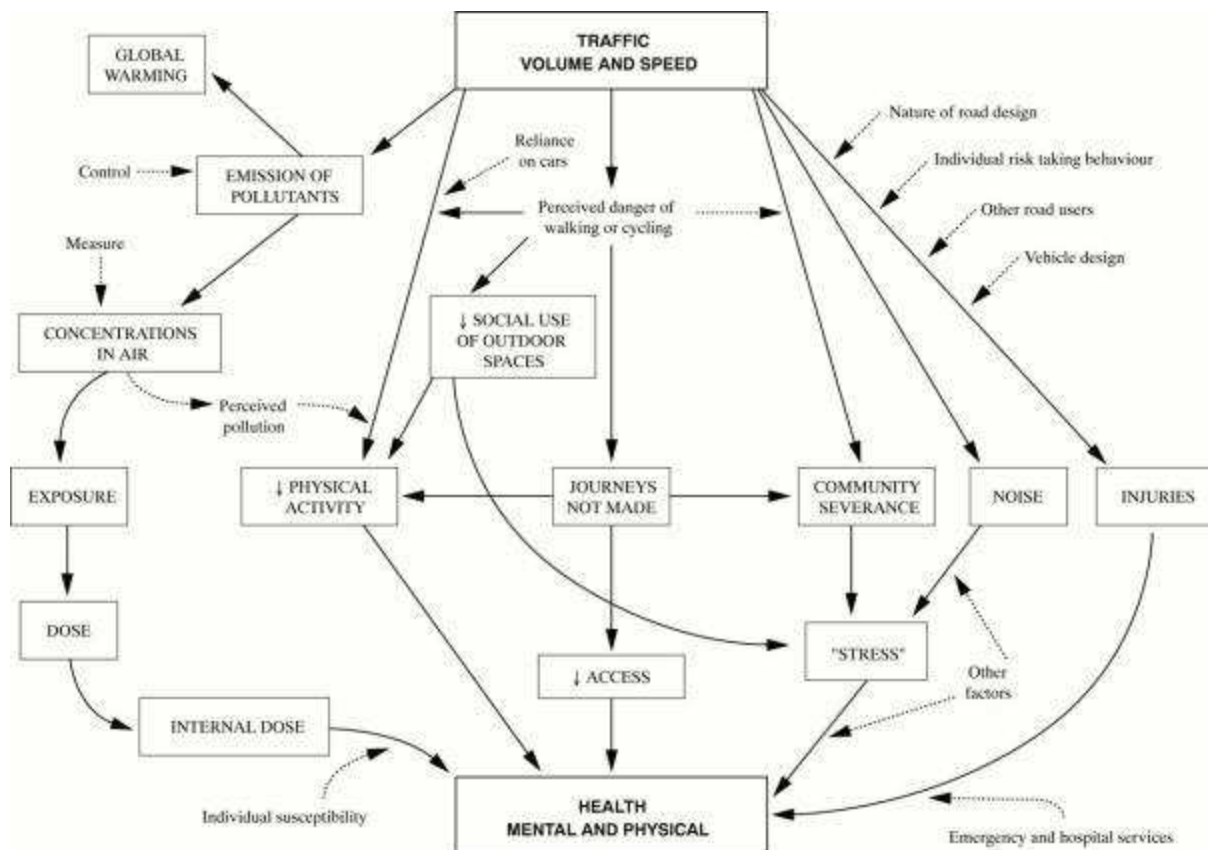 TRAFFIC
VOLUME AND SPEED
GLOBAL
WARMING
Nature of road design
Reliance
on cars
Individual risk taking behaviour
Control
EMISSION OF
POLLUTANTS
Perceived danger of
walking or cycling
Other road users
Measure
Vehicle design
↓ SOCIAL USE
OF OUTDOOR
SPACES
CONCENTRATIONS
IN AIR
Perceived
pollution
EXPOSURE
↓ PHYSICAL
ACTIVITY
JOURNEYS
NOT MADE
COMMUNITY
SEVERANCE
NOISE
INJURIES
DOSE
"STRESS"
↓ ACCESS
Other
factors
INTERNAL DOSE
Individual susceptibility
HEALTH
MENTAL AND PHYSICAL
Emergency and hospital services